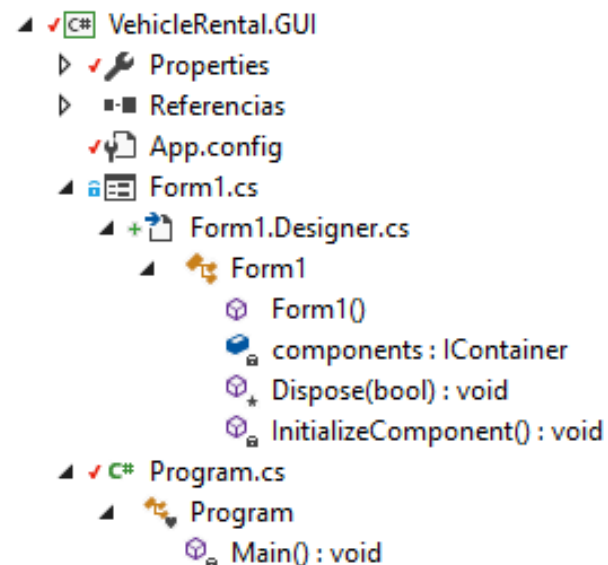 C# VehicleRental.GUI
Properties
Referencias
App.config
Form1.cs
Form1.Designer.cs
Form1
Form1()
components : IContainer
Dispose(bool) : void
InitializeComponent() : void
C# Program.cs
Program
Main() : void